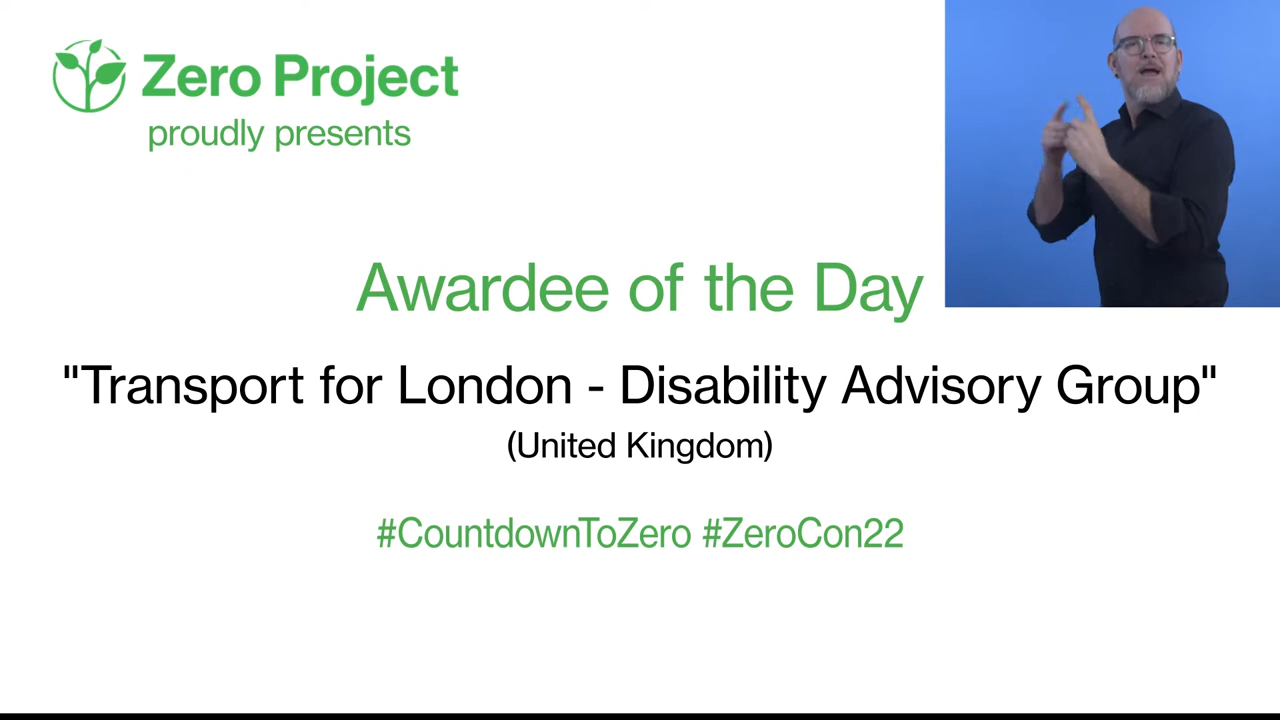 Zero Project
proudly presents
Awardee of the Day
"Transport for London - Disability Advisory Group"
(United Kingdom)
#CountdownToZero #ZeroCon22